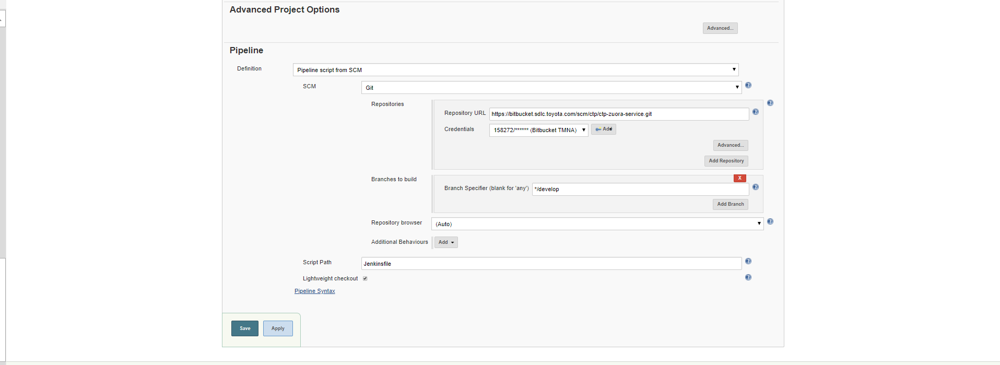 Advanced Project Options
Advanced...
Pipeline
Definition
Pipeline script from SCM
SCM
Git
Repositories
Repository URL
https://bitbucket.sdlc.toyota.com/scm/ctp/ctp-zuora-service.git
Credentials
158272/****** (Bitbucket TMNA)
Add
Advanced...
Add Repository
Branches to build
X
Branch Specifier (blank for 'any')
*/develop
Add Branch
Repository browser
(Auto)
Additional Behaviours
Add
Script Path
Jenkinsfile
Lightweight checkout
Pipeline Syntax
Save
Apply